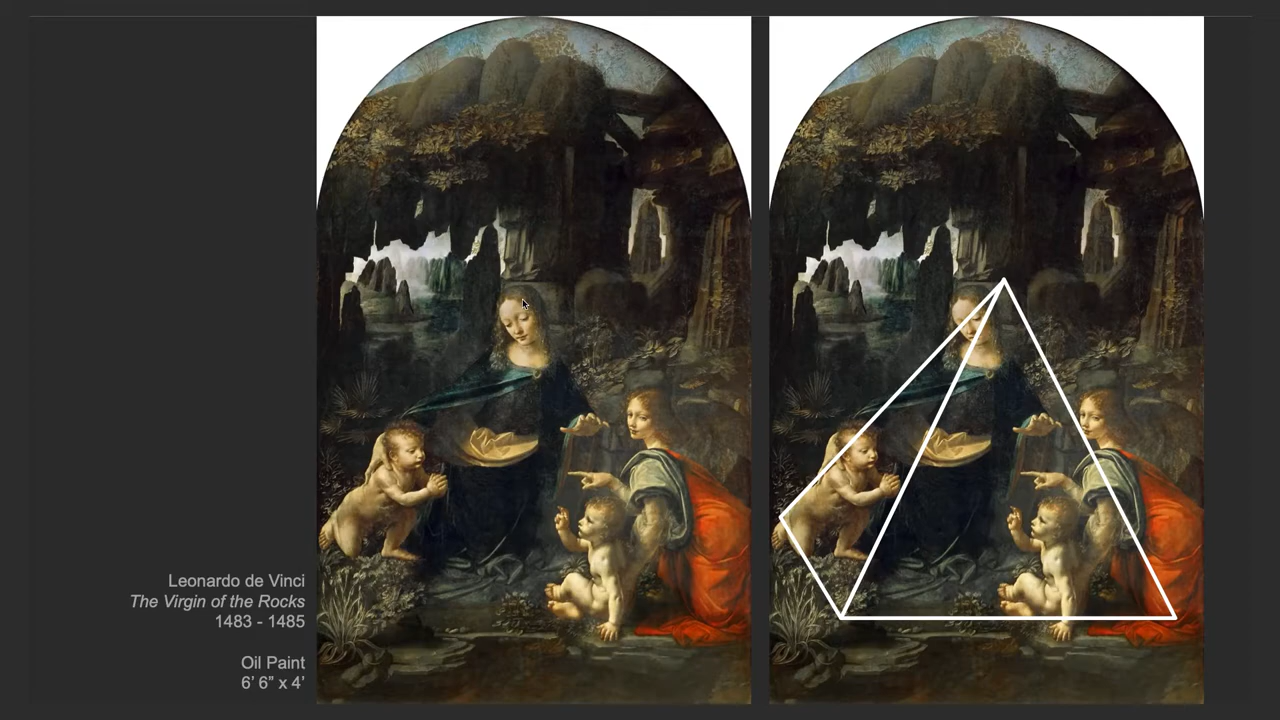 Leonardo de Vinci
The Virgin of the Rocks
1483 - 1485
Oil Paint
6’ 6” x 4’